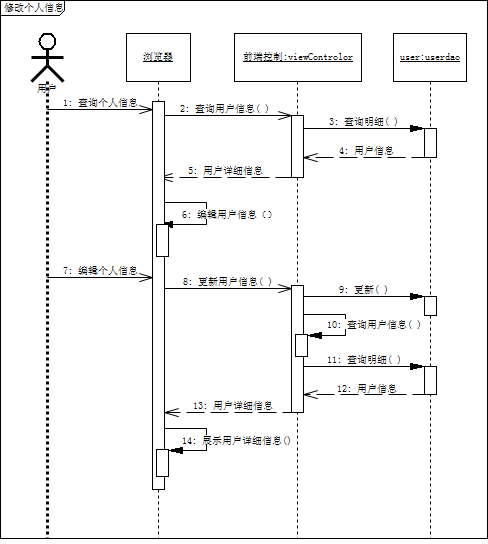 修改个人信息
浏览器
前端控制:viewControlor
user:userdao
用户
1: 查询个人信息
2: 查询用户信息( )
3: 查询明细( )
4: 用户信息
5: 用户详细信息
6: 编辑用户信息 ()
7: 编辑个人信息
8: 更新用户信息( )
9: 更新( )
10: 查询用户信息( )
11: 查询明细( )
12: 用户信息
13: 用户详细信息
14: 展示用户详细信息()